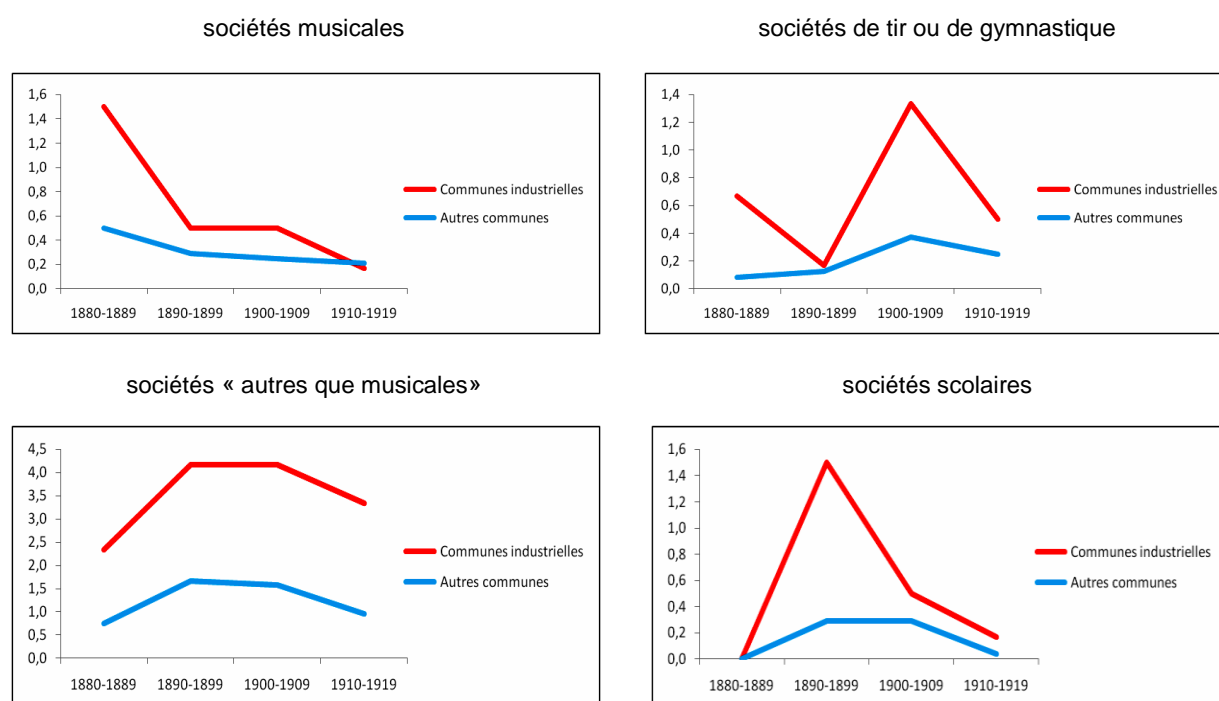 sociétés musicales
1,6
1,4
1,2
1,0
0,8
0,6
0,4
0,2
0,0
1880-1889 1890-1899 1900-1909 1910-1919
Communes industrielles
Autres communes
sociétés de tir ou de gymnastique
1,4
1,2
1,0
0,8
0,6
0,4
0,2
0,0
1880-1889 1890-1899 1900-1909 1910-1919
Communes industrielles
Autres communes
sociétés « autres que musicales»
4,5
4,0
3,5
3,0
2,5
2,0
1,5
1,0
0,5
0,0
1880-1889 1890-1899 1900-1909 1910-1919
Communes industrielles
Autres communes
sociétés scolaires
1,6
1,4
1,2
1,0
0,8
0,6
0,4
0,2
0,0
1880-1889 1890-1899 1900-1909 1910-1919
Communes industrielles
Autres communes